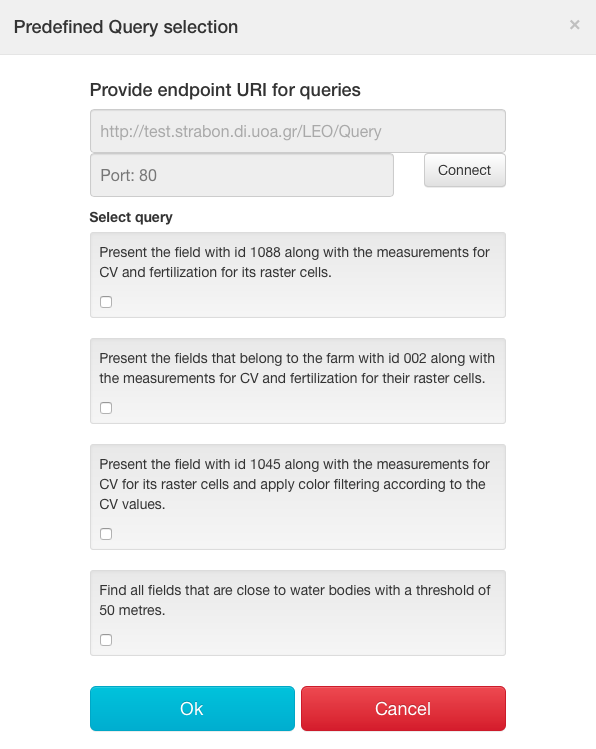 Predefined Query selection
×
Provide endpoint URI for queries
http://test.strabon.di.uoa.gr/LEO/Query
Port: 80
Connect
Select query
Present the field with id 1088 along with the measurements for
CV and fertilization for its raster cells.
Present the fields that belong to the farm with id 002 along with
the measurements for CV and fertilization for their raster cells.
Present the field with id 1045 along with the measurements for
CV for its raster cells and apply color filtering according to the
CV values.
Find all fields that are close to water bodies with a threshold of
50 metres.
Ok
Cancel